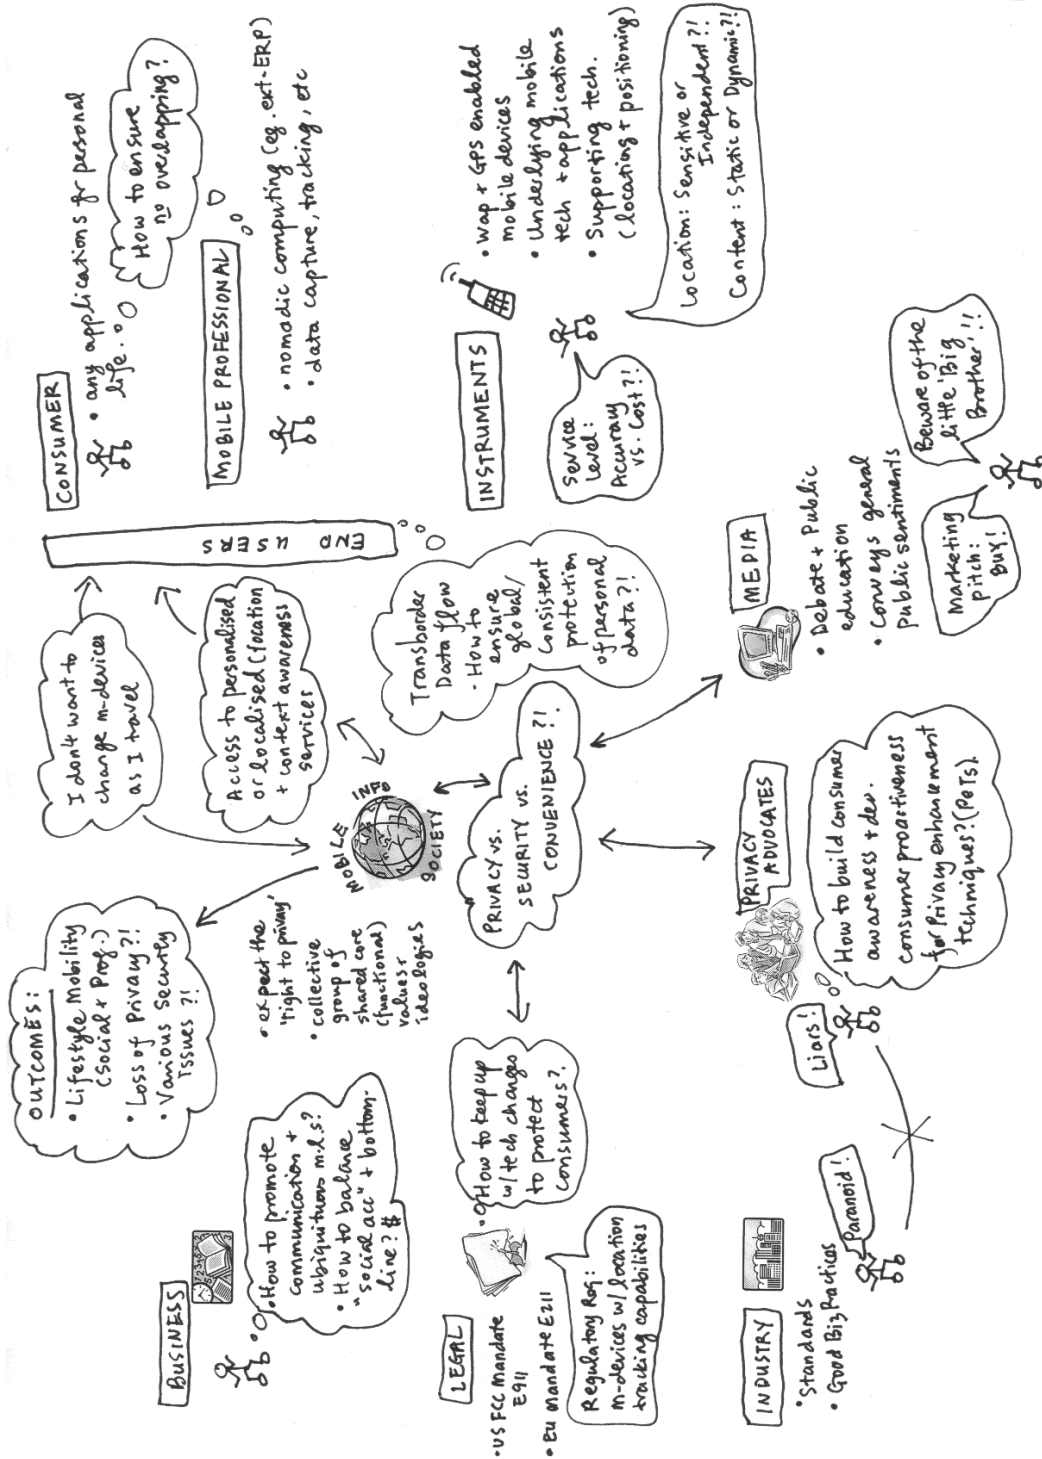 BUSINESS
• How to promote
communication +
ubiquitous m.l.s?
• How to balance
"social acc" + bottom-
line? $
OUTCOMES:
• Lifestyle Mobility
(Social + Prof.)
• Loss of Privacy?!
• Various Security
Issues?!
I don't want to
change m-devices
as I travel
Access to personalised
or localised (location
+ context awareness
services
END USERS
CONSUMER
• any applications for personal
life.
How to ensure
no overlapping?
MOBILE PROFESSIONAL
• nomadic computing (eg. ext-ERP)
• data capture, tracking, etc
MOBILE INFO
SOCIETY
• expect the
'right to privacy'
• collective
group of
shared core
(functional)
values +
ideologies
Transborder
Data flow
- How to
ensure
global/
Consistent
protection
of personal
data?!
PRIVACY vs.
SECURITY vs.
CONVENIENCE?!
LEGAL
• US FCC Mandate
E911
• EU mandate E211
• How to keep up
w/ tech changes
to protect
consumers?
Regulatory Rog:
m-devices w/ location
tracking capabilities
INSTRUMENTS
• Wap + GPS enabled
mobile devices
• Underlying mobile
tech + applications
• Supporting tech.
(locating + positioning)
Service
Level:
Accuracy
vs. Cost?!
Location: Sensitive or
Independent?!
Content: Static or Dynamic?!
INDUSTRY
• Standards
• Good Biz Practices
Paranoid!
PRIVACY
ADVOCATES
Liars!
How to build consumer
awareness + dev.
consumer proactiveness
for Privacy enhancement
techniques? (PETs).
MEDIA
• Debate + Public
education
• Conveys general
public sentiments
Marketing
pitch:
Buy!
Beware of the
little 'Big
Brother'!!